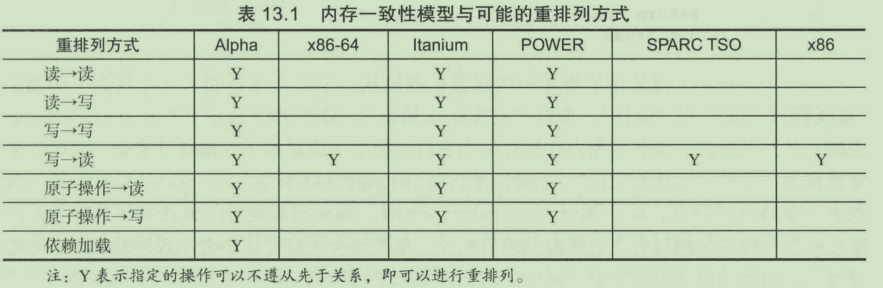 表 13.1 内存一致性模型与可能的重排列方式
重排列方式 Alpha x86-64 Itanium POWER SPARC TSO x86
读→读 Y Y Y
读→写 Y Y Y
写→写 Y Y Y
写→读 Y Y Y Y Y Y
原子操作→读 Y Y Y
原子操作→写 Y Y Y
依赖加载 Y
注：Y 表示指定的操作可以不遵从先于关系，即可以进行重排列。